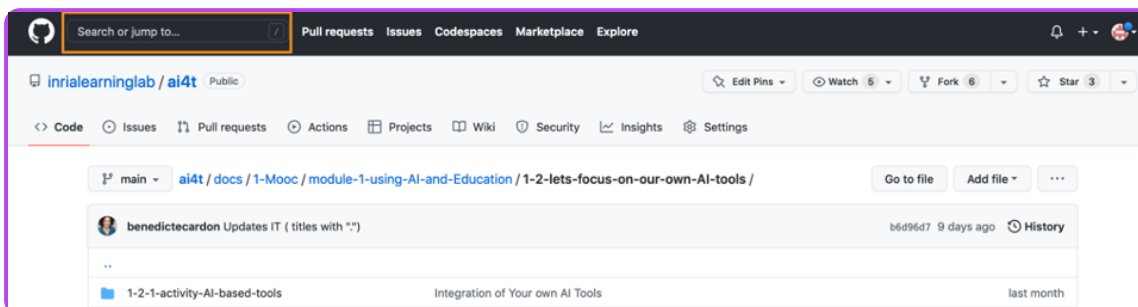 Search or jump to... / Pull requests Issues Codespaces Marketplace Explore
inrialearninglab / ai4t Public Edit Pins Watch 5 Fork 6 Star 3
<> Code Issues Pull requests Actions Projects Wiki Security Insights Settings
main ai4t / docs / 1-Mooc / module-1-using-AI-and-Education / 1-2-lets-focus-on-our-own-AI-tools / Go to file Add file ...
benedictecardon Updates IT ( titles with ".") b6d96d7 9 days ago History
..
1-2-1-activity-AI-based-tools Integration of Your own AI Tools last month